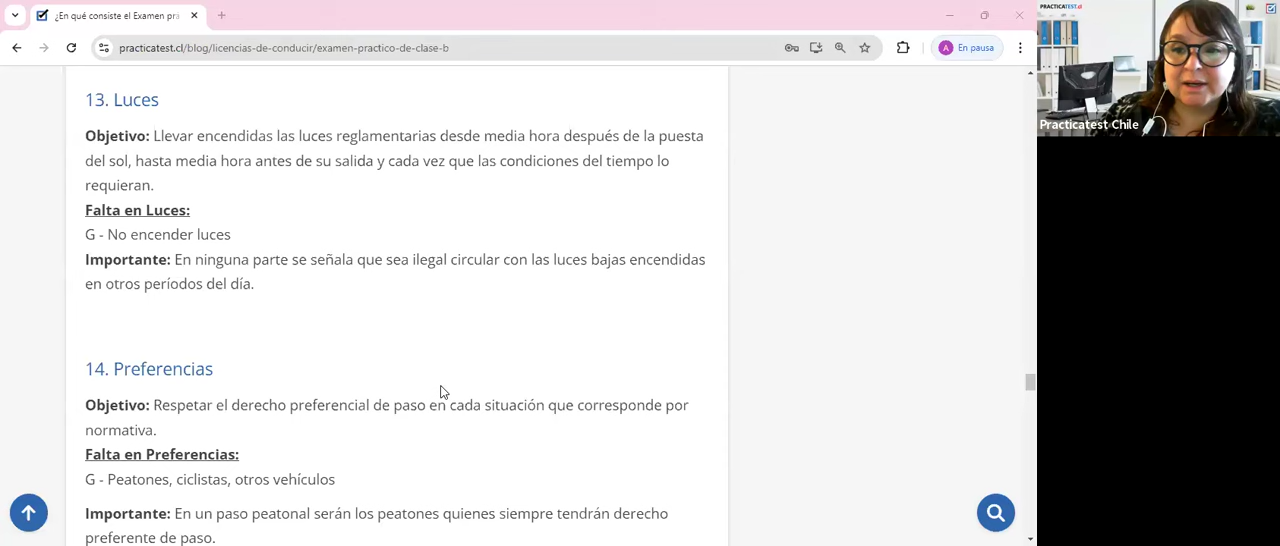 ¿En qué consiste el Examen pra
practicatest.cl/blog/licencias-de-conducir/examen-practico-de-clase-b
A
En pausa
13. Luces
Objetivo: Llevar encendidas las luces reglamentarias desde media hora después de la puesta
del sol, hasta media hora antes de su salida y cada vez que las condiciones del tiempo lo
requieran.
Falta en Luces:
G - No encender luces
Importante: En ninguna parte se señala que sea ilegal circular con las luces bajas encendidas
en otros períodos del día.
14. Preferencias
Objetivo: Respetar el derecho preferencial de paso en cada situación que corresponde por
normativa.
Falta en Preferencias:
G - Peatones, ciclistas, otros vehículos
Importante: En un paso peatonal serán los peatones quienes siempre tendrán derecho
preferente de paso.
PRACTICATEST.cl
Practicatest Chile